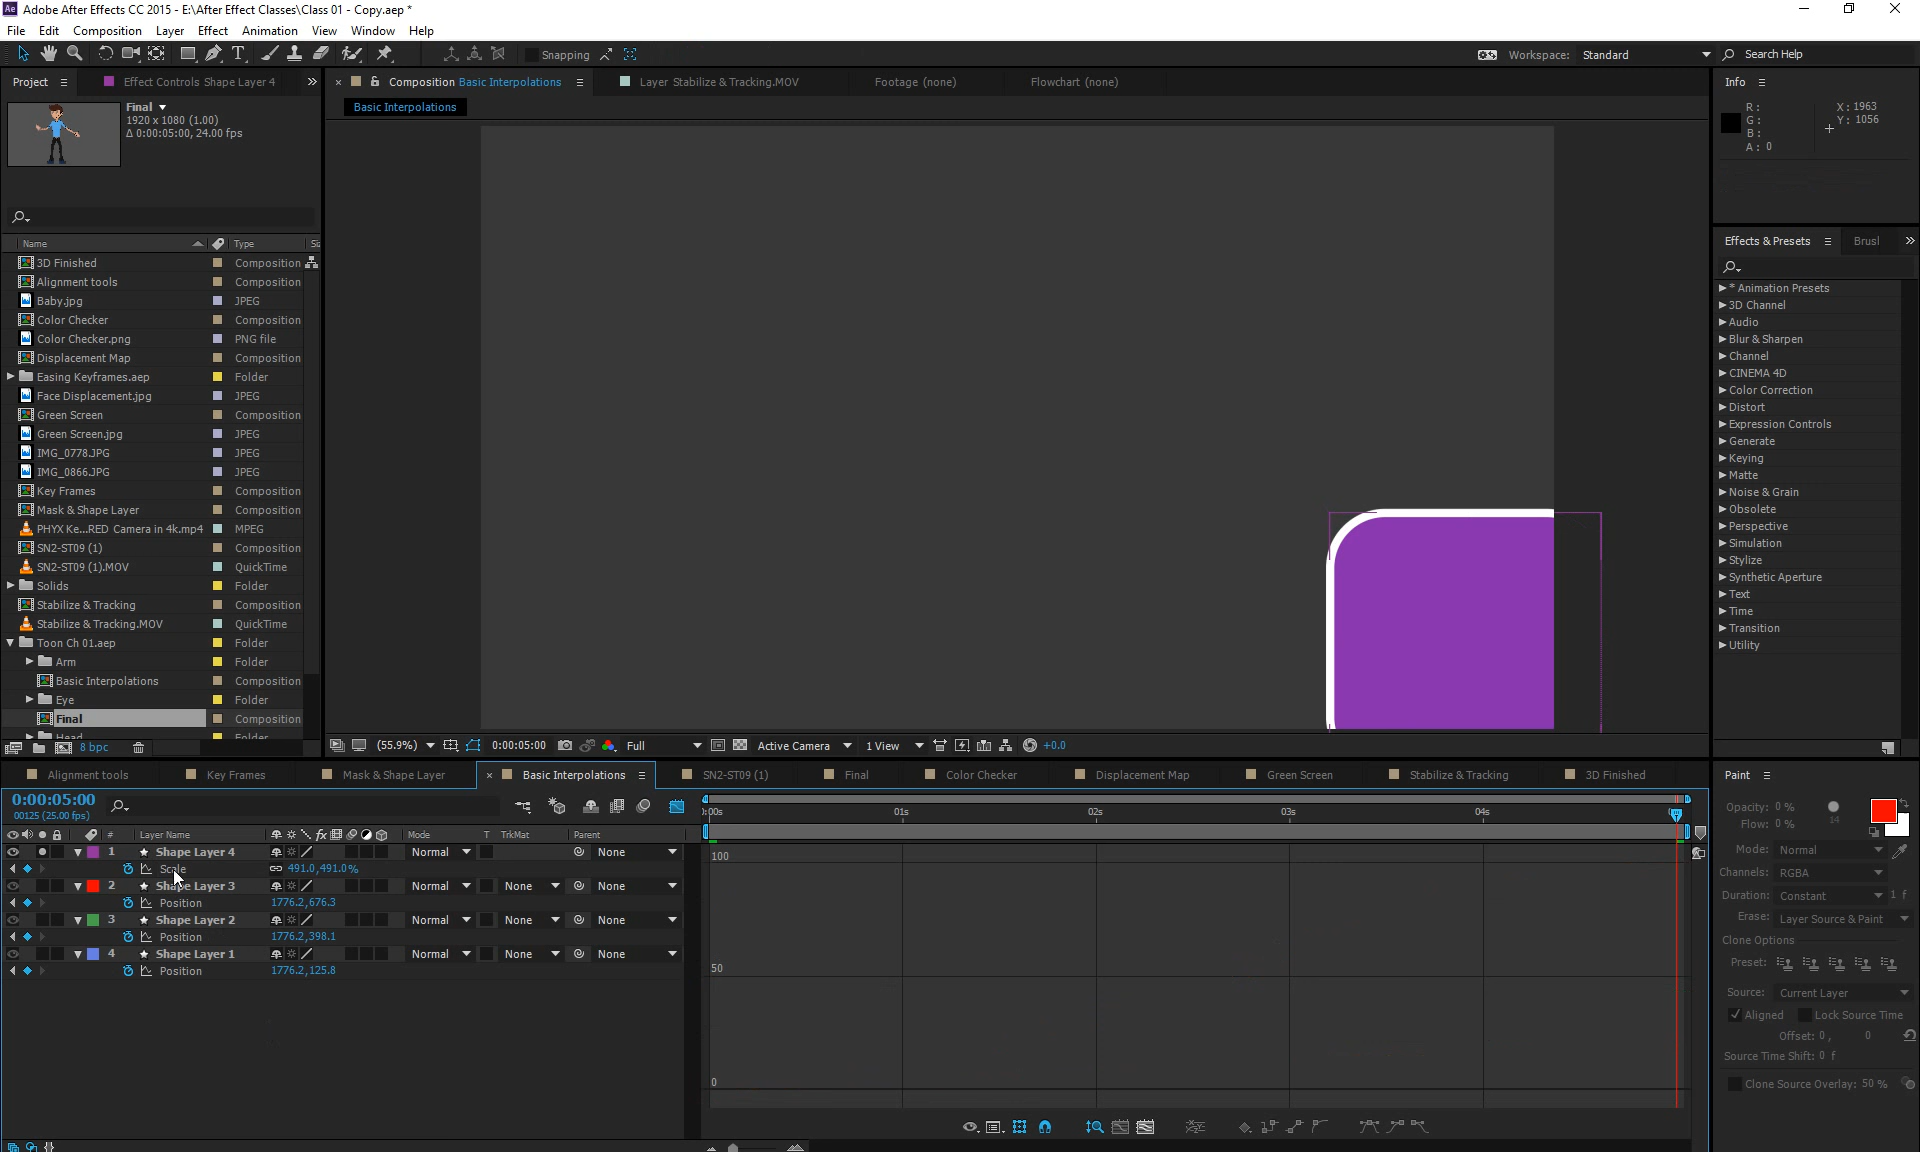 Adobe After Effects CC 2015 - E:\After Effect Classes\Class 01 - Copy.aep *
File Edit Composition Layer Effect Animation View Window Help
Snapping
Workspace: Standard
Search Help
Project
Effect Controls Shape Layer 4
Composition Basic Interpolations
Layer Stabilize & Tracking.MOV
Footage (none)
Flowchart (none)
Info
Final
1920 x 1080 (1.00)
Δ 0:00:05:00, 24.00 fps
Basic Interpolations
R:
G:
B:
A: 0
X: 1963
Y: 1056
Name Type
3D Finished Composition
Alignment tools Composition
Baby.jpg JPEG
Color Checker Composition
Color Checker.png PNG file
Displacement Map Composition
Easing Keyframes.aep Folder
Face Displacement.jpg JPEG
Green Screen Composition
Green Screen.jpg JPEG
IMG_0778.JPG JPEG
IMG_0866.JPG JPEG
Key Frames Composition
Mask & Shape Layer Composition
PHYX Ke...RED Camera in 4k.mp4 MPEG
SN2-ST09 (1) Composition
SN2-ST09 (1).MOV QuickTime
Solids Folder
Stabilize & Tracking Composition
Stabilize & Tracking.MOV QuickTime
Toon Ch 01.aep Folder
Arm Folder
Basic Interpolations Composition
Eye Folder
Final Composition
Head Folder
8 bpc
Effects & Presets
Brusl
* Animation Presets
3D Channel
Audio
Blur & Sharpen
Channel
CINEMA 4D
Color Correction
Distort
Expression Controls
Generate
Keying
Matte
Noise & Grain
Obsolete
Perspective
Simulation
Stylize
Synthetic Aperture
Text
Time
Transition
Utility
(55.9%) 0:00:05:00 Full Active Camera 1 View +0.0
Alignment tools
Key Frames
Mask & Shape Layer
Basic Interpolations
SN2-ST09 (1)
Final
Color Checker
Displacement Map
Green Screen
Stabilize & Tracking
3D Finished
0:00:05:00
00125 (25.00 fps)
# Layer Name Mode T TrkMat Parent
1 Shape Layer 4 Normal None
Scale 491.0,491.0%
2 Shape Layer 3 Normal None None
Position 1776.2,676.3
3 Shape Layer 2 Normal None None
Position 1776.2,398.1
4 Shape Layer 1 Normal None None
Position 1776.2,125.8
):00s 01s 02s 03s 04s
100
50
0
Paint
Opacity: 0 %
Flow: 0 %
14
Mode: Normal
Channels: RGBA
Duration: Constant 1 f
Erase: Layer Source & Paint
Clone Options
Preset:
Source: Current Layer
Aligned Lock Source Time
Offset: 0 , 0
Source Time Shift: 0 f
Clone Source Overlay: 50 %